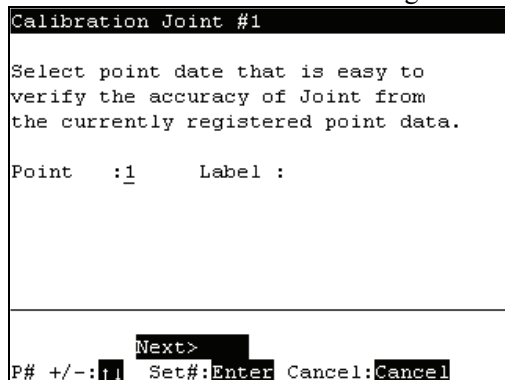 Calibration Joint #1
Select point date that is easy to
verify the accuracy of Joint from
the currently registered point data.
Point :1 Label :
Next>
P# +/-:↑↓ Set#:Enter Cancel:Cancel